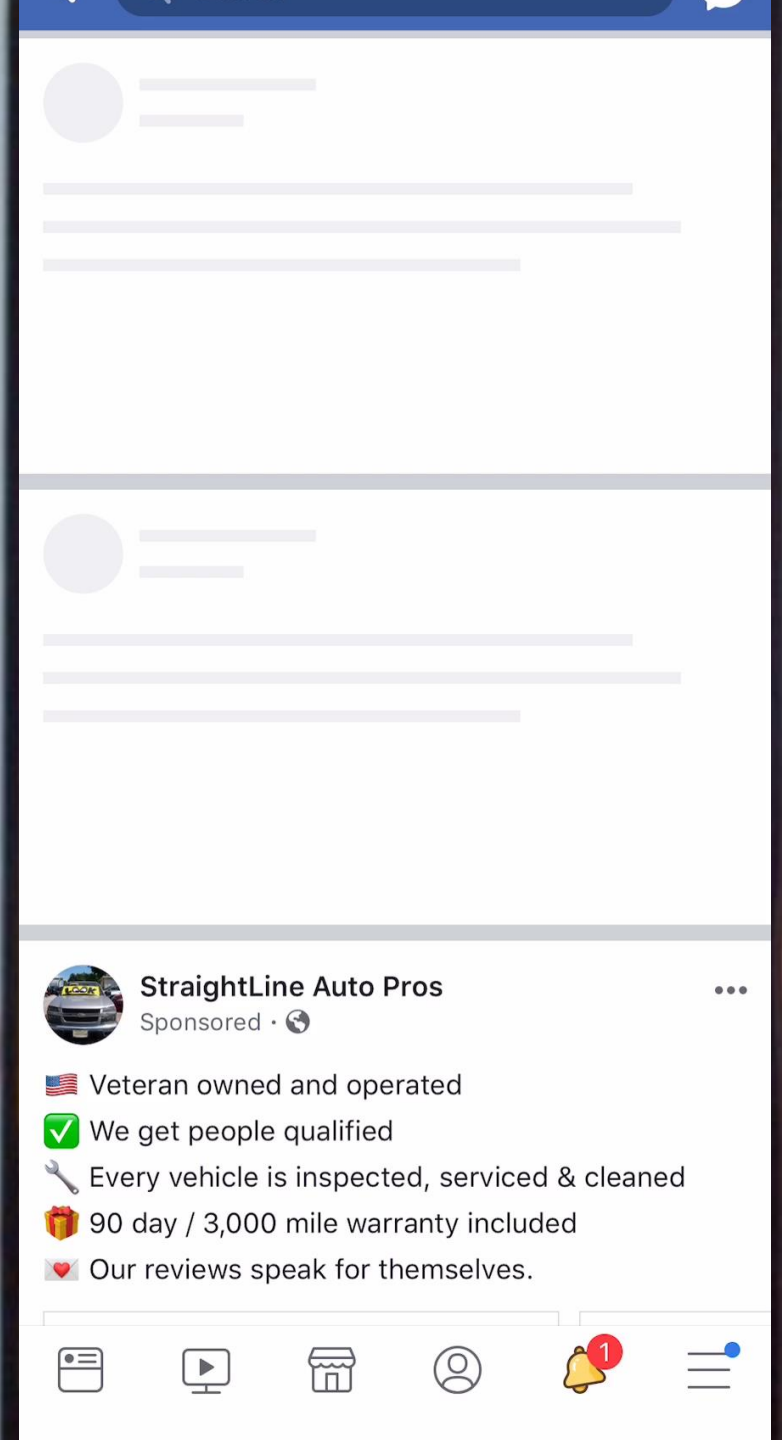 StraightLine Auto Pros
Sponsored ·
🇺🇸 Veteran owned and operated
✅ We get people qualified
🔧 Every vehicle is inspected, serviced & cleaned
🎁 90 day / 3,000 mile warranty included
💌 Our reviews speak for themselves.
1